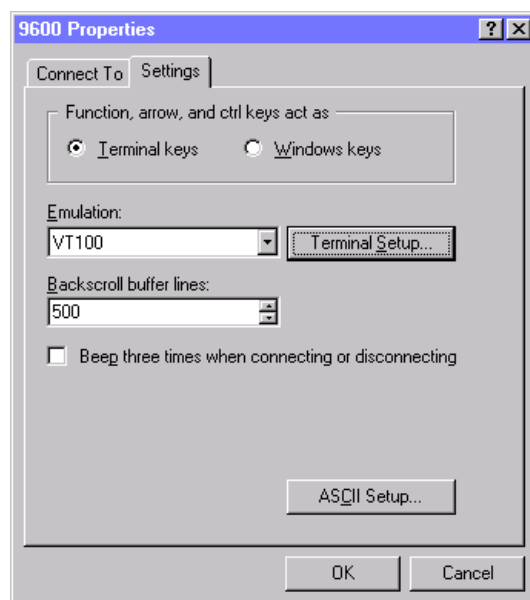 9600 Properties
Connect To Settings
Function, arrow, and ctrl keys act as
Terminal keys Windows keys
Emulation:
VT100 Terminal Setup...
Backscroll buffer lines:
500
Beep three times when connecting or disconnecting
ASCII Setup...
OK Cancel